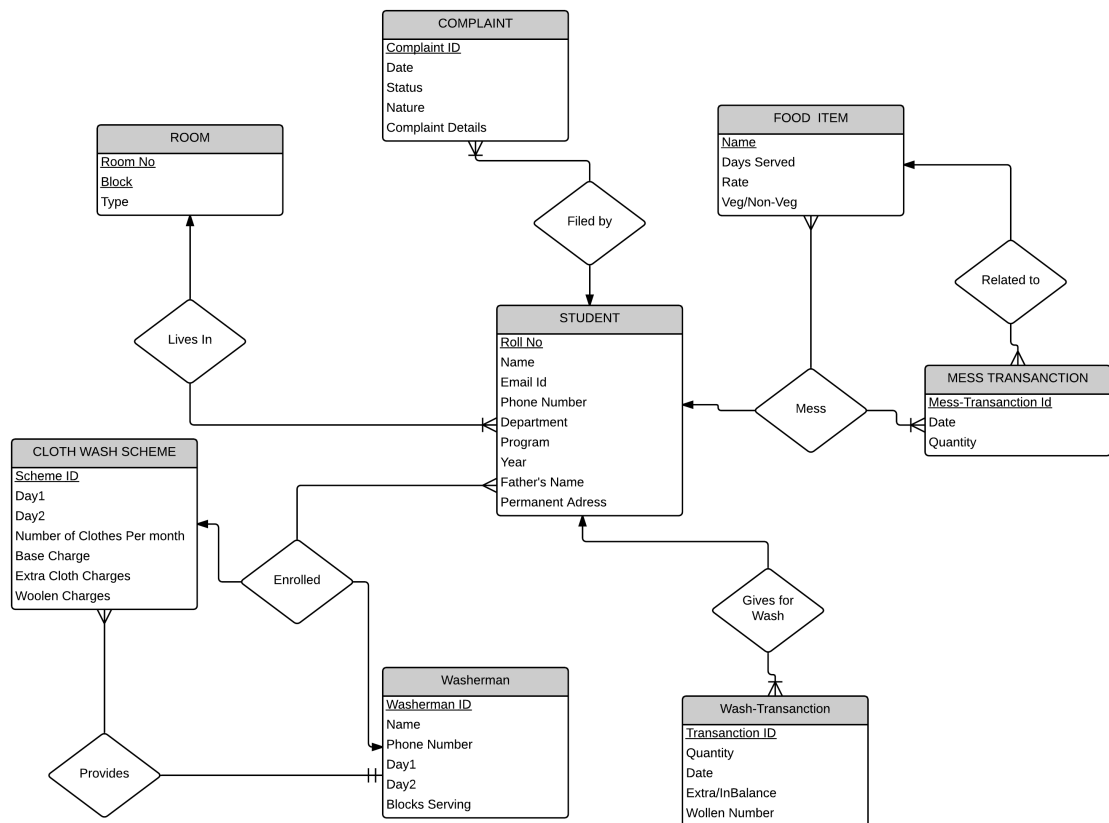 COMPLAINT
Complaint ID
Date
Status
Nature
Complaint Details
ROOM
Room No
Block
Type
FOOD ITEM
Name
Days Served
Rate
Veg/Non-Veg
Filed by
Related to
Lives In
STUDENT
Roll No
Name
Email Id
Phone Number
Department
Program
Year
Father's Name
Permanent Adress
Mess
MESS TRANSANCTION
Mess-Transanction Id
Date
Quantity
CLOTH WASH SCHEME
Scheme ID
Day1
Day2
Number of Clothes Per month
Base Charge
Extra Cloth Charges
Woolen Charges
Enrolled
Gives for
Wash
Washerman
Washerman ID
Name
Phone Number
Day1
Day2
Blocks Serving
Provides
Wash-Transanction
Transanction ID
Quantity
Date
Extra/InBalance
Wollen Number